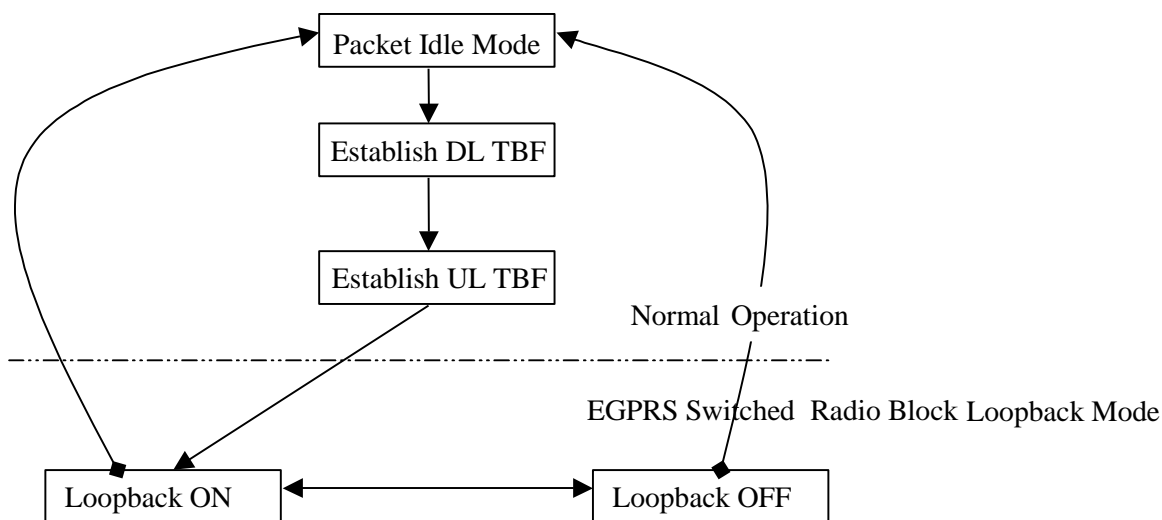 Packet Idle Mode
Establish DL TBF
Establish UL TBF
Normal Operation
EGPRS Switched Radio Block Loopback Mode
Loopback ON
Loopback OFF